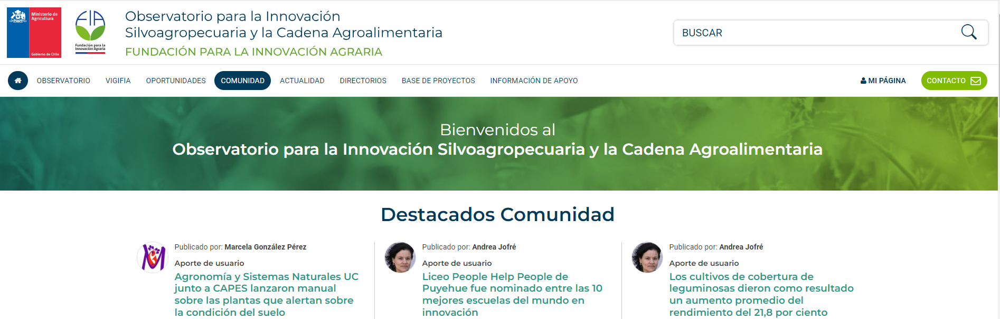 Ministerio de
Agricultura
Gobierno de Chile
FIA
Fundación para la
Innovación Agraria
Observatorio para la Innovación
Silvoagropecuaria y la Cadena Agroalimentaria
FUNDACIÓN PARA LA INNOVACIÓN AGRARIA
BUSCAR
OBSERVATORIO VIGIFIA OPORTUNIDADES COMUNIDAD ACTUALIDAD DIRECTORIOS BASE DE PROYECTOS INFORMACIÓN DE APOYO MI PÁGINA CONTACTO
Bienvenidos al
Observatorio para la Innovación Silvoagropecuaria y la Cadena Agroalimentaria
Destacados Comunidad
Publicado por: Marcela González Pérez
Aporte de usuario
Agronomía y Sistemas Naturales UC
junto a CAPES lanzaron manual
sobre las plantas que alertan sobre
la condición del suelo
Publicado por: Andrea Jofré
Aporte de usuario
Liceo People Help People de
Puyehue fue nominado entre las 10
mejores escuelas del mundo en
innovación
Publicado por: Andrea Jofré
Aporte de usuario
Los cultivos de cobertura de
leguminosas dieron como resultado
un aumento promedio del
rendimiento del 21,8 por ciento